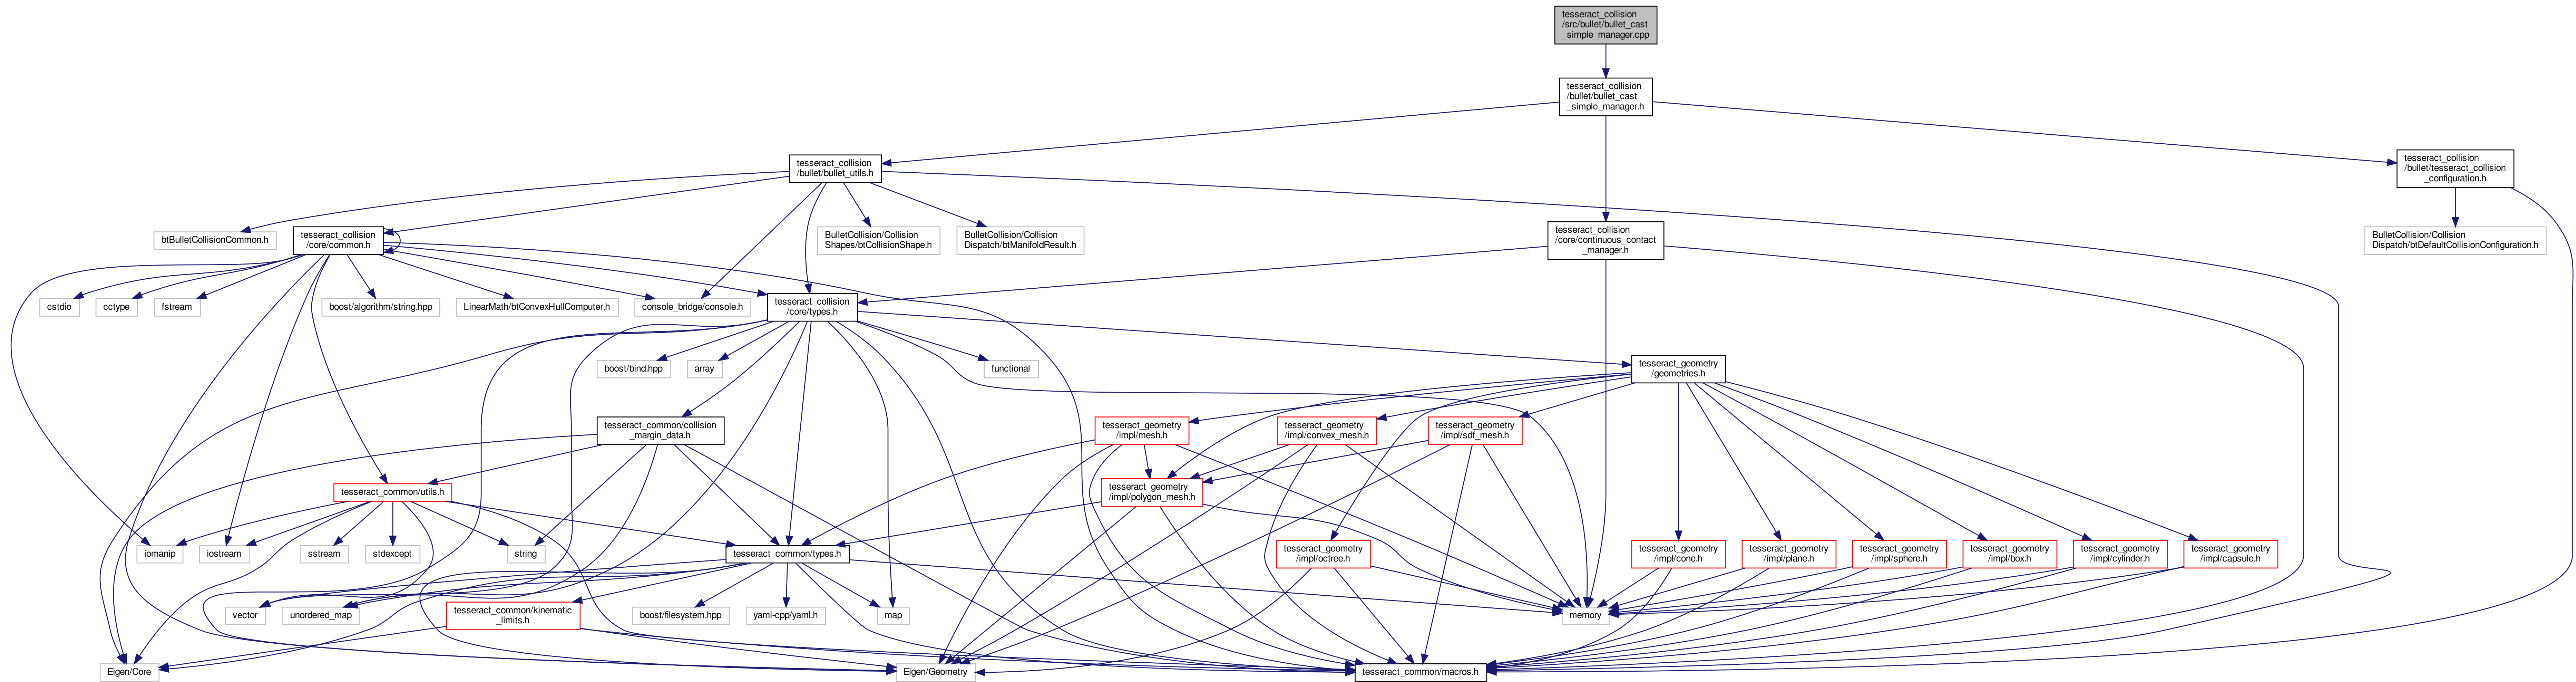 tesseract_collision
/src/bullet/bullet_cast
_simple_manager.cpp
tesseract_collision
/bullet/bullet_cast
_simple_manager.h
tesseract_collision
/bullet/bullet_utils.h
tesseract_collision
/bullet/tesseract_collision
_configuration.h
btBulletCollisionCommon.h
tesseract_collision
/core/common.h
BulletCollision/Collision
Shapes/btCollisionShape.h
BulletCollision/Collision
Dispatch/btManifoldResult.h
tesseract_collision
/core/continuous_contact
_manager.h
BulletCollision/Collision
Dispatch/btDefaultCollisionConfiguration.h
cstdio
cctype
fstream
boost/algorithm/string.hpp
LinearMath/btConvexHullComputer.h
console_bridge/console.h
tesseract_collision
/core/types.h
boost/bind.hpp
array
functional
tesseract_geometry
/geometries.h
tesseract_common/collision
_margin_data.h
tesseract_geometry
/impl/mesh.h
tesseract_geometry
/impl/convex_mesh.h
tesseract_geometry
/impl/sdf_mesh.h
tesseract_common/utils.h
tesseract_geometry
/impl/polygon_mesh.h
iomanip
iostream
sstream
stdexcept
string
tesseract_common/types.h
tesseract_geometry
/impl/octree.h
tesseract_geometry
/impl/cone.h
tesseract_geometry
/impl/plane.h
tesseract_geometry
/impl/sphere.h
tesseract_geometry
/impl/box.h
tesseract_geometry
/impl/cylinder.h
tesseract_geometry
/impl/capsule.h
vector
unordered_map
tesseract_common/kinematic
_limits.h
boost/filesystem.hpp
yaml-cpp/yaml.h
map
memory
Eigen/Core
Eigen/Geometry
tesseract_common/macros.h